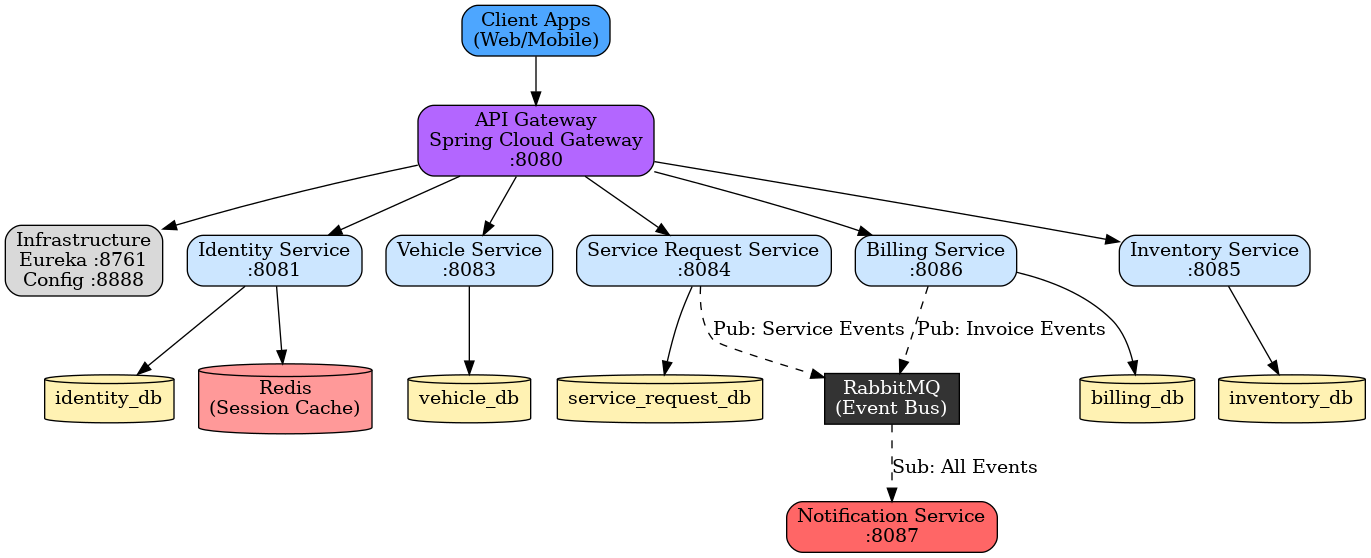 Client Apps
(Web/Mobile)
API Gateway
Spring Cloud Gateway
:8080
Infrastructure
Eureka :8761
Config :8888
Identity Service
:8081
Vehicle Service
:8083
Service Request Service
:8084
Billing Service
:8086
Inventory Service
:8085
Pub: Service Events
Pub: Invoice Events
identity_db
Redis
(Session Cache)
vehicle_db
service_request_db
RabbitMQ
(Event Bus)
billing_db
inventory_db
Sub: All Events
Notification Service
:8087